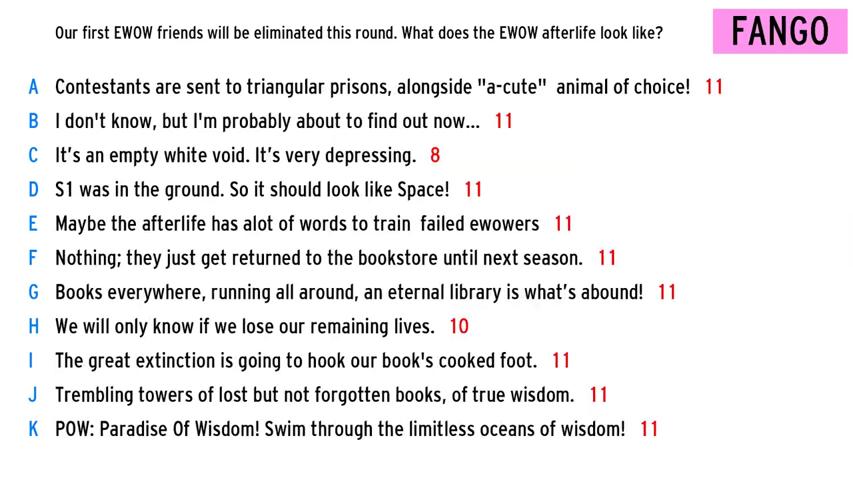 Our first EWOW friends will be eliminated this round. What does the EWOW afterlife look like?
FANGO
A Contestants are sent to triangular prisons, alongside "a-cute" animal of choice! 11
B I don't know, but I'm probably about to find out now... 11
C It's an empty white void. It's very depressing. 8
D S1 was in the ground. So it should look like Space! 11
E Maybe the afterlife has alot of words to train failed ewowers 11
F Nothing; they just get returned to the bookstore until next season. 11
G Books everywhere, running all around, an eternal library is what's abound! 11
H We will only know if we lose our remaining lives. 10
I The great extinction is going to hook our book's cooked foot. 11
J Trembling towers of lost but not forgotten books, of true wisdom. 11
K POW: Paradise Of Wisdom! Swim through the limitless oceans of wisdom! 11